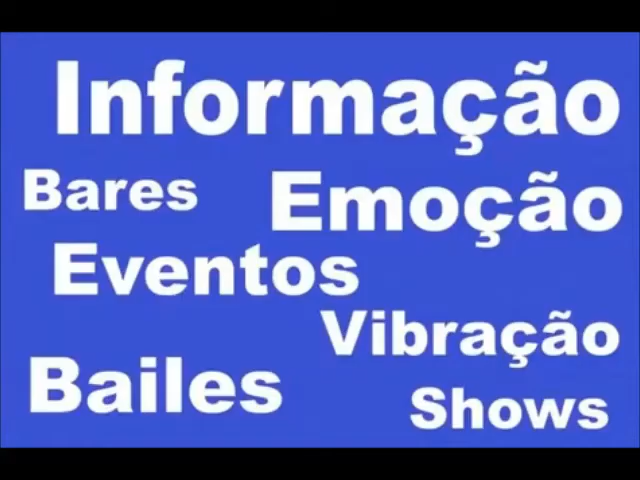 Informação
Bares
Emoção
Eventos
Vibração
Bailes
Shows